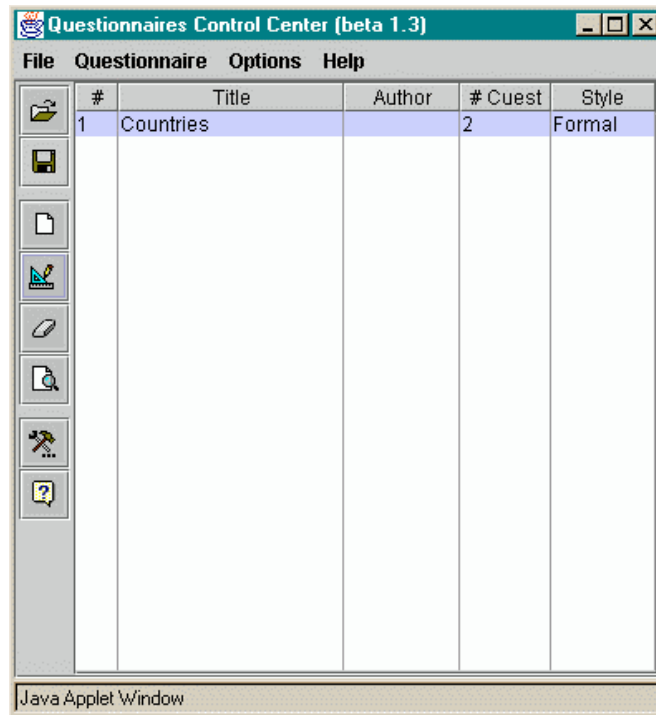 Questionnaires Control Center (beta 1.3)
File Questionnaire Options Help
# Title Author # Cuest Style
1 Countries 2 Formal
Java Applet Window